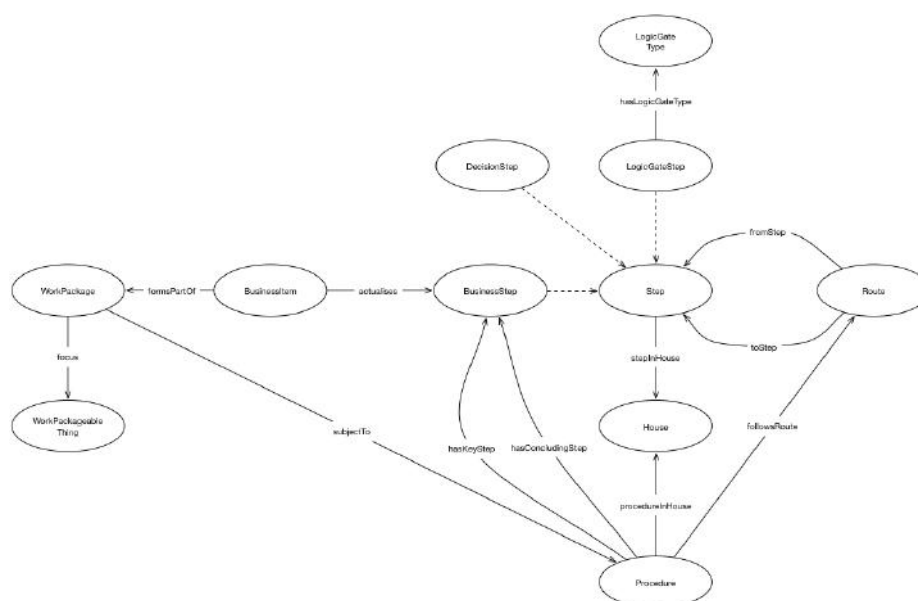 LogicGate
Type
hasLogicGateType
DecisionStep
LogicGateStep
fromStep
WorkPackage
formsPartOf
BusinessItem
actualises
BusinessStep
Step
Route
toStep
focus
stepInHouse
WorkPackageable
Thing
House
subjectTo
hasKeyStep
hasConcludingStep
followsRoute
procedureInHouse
Procedure